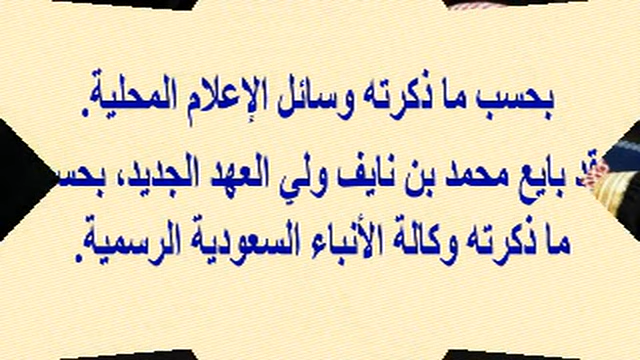 بحسب ما ذكرته وسائل الإعلام المحلية.
بايع محمد بن نايف ولي العهد الجديد، بحسب
ما ذكرته وكالة الأنباء السعودية الرسمية.